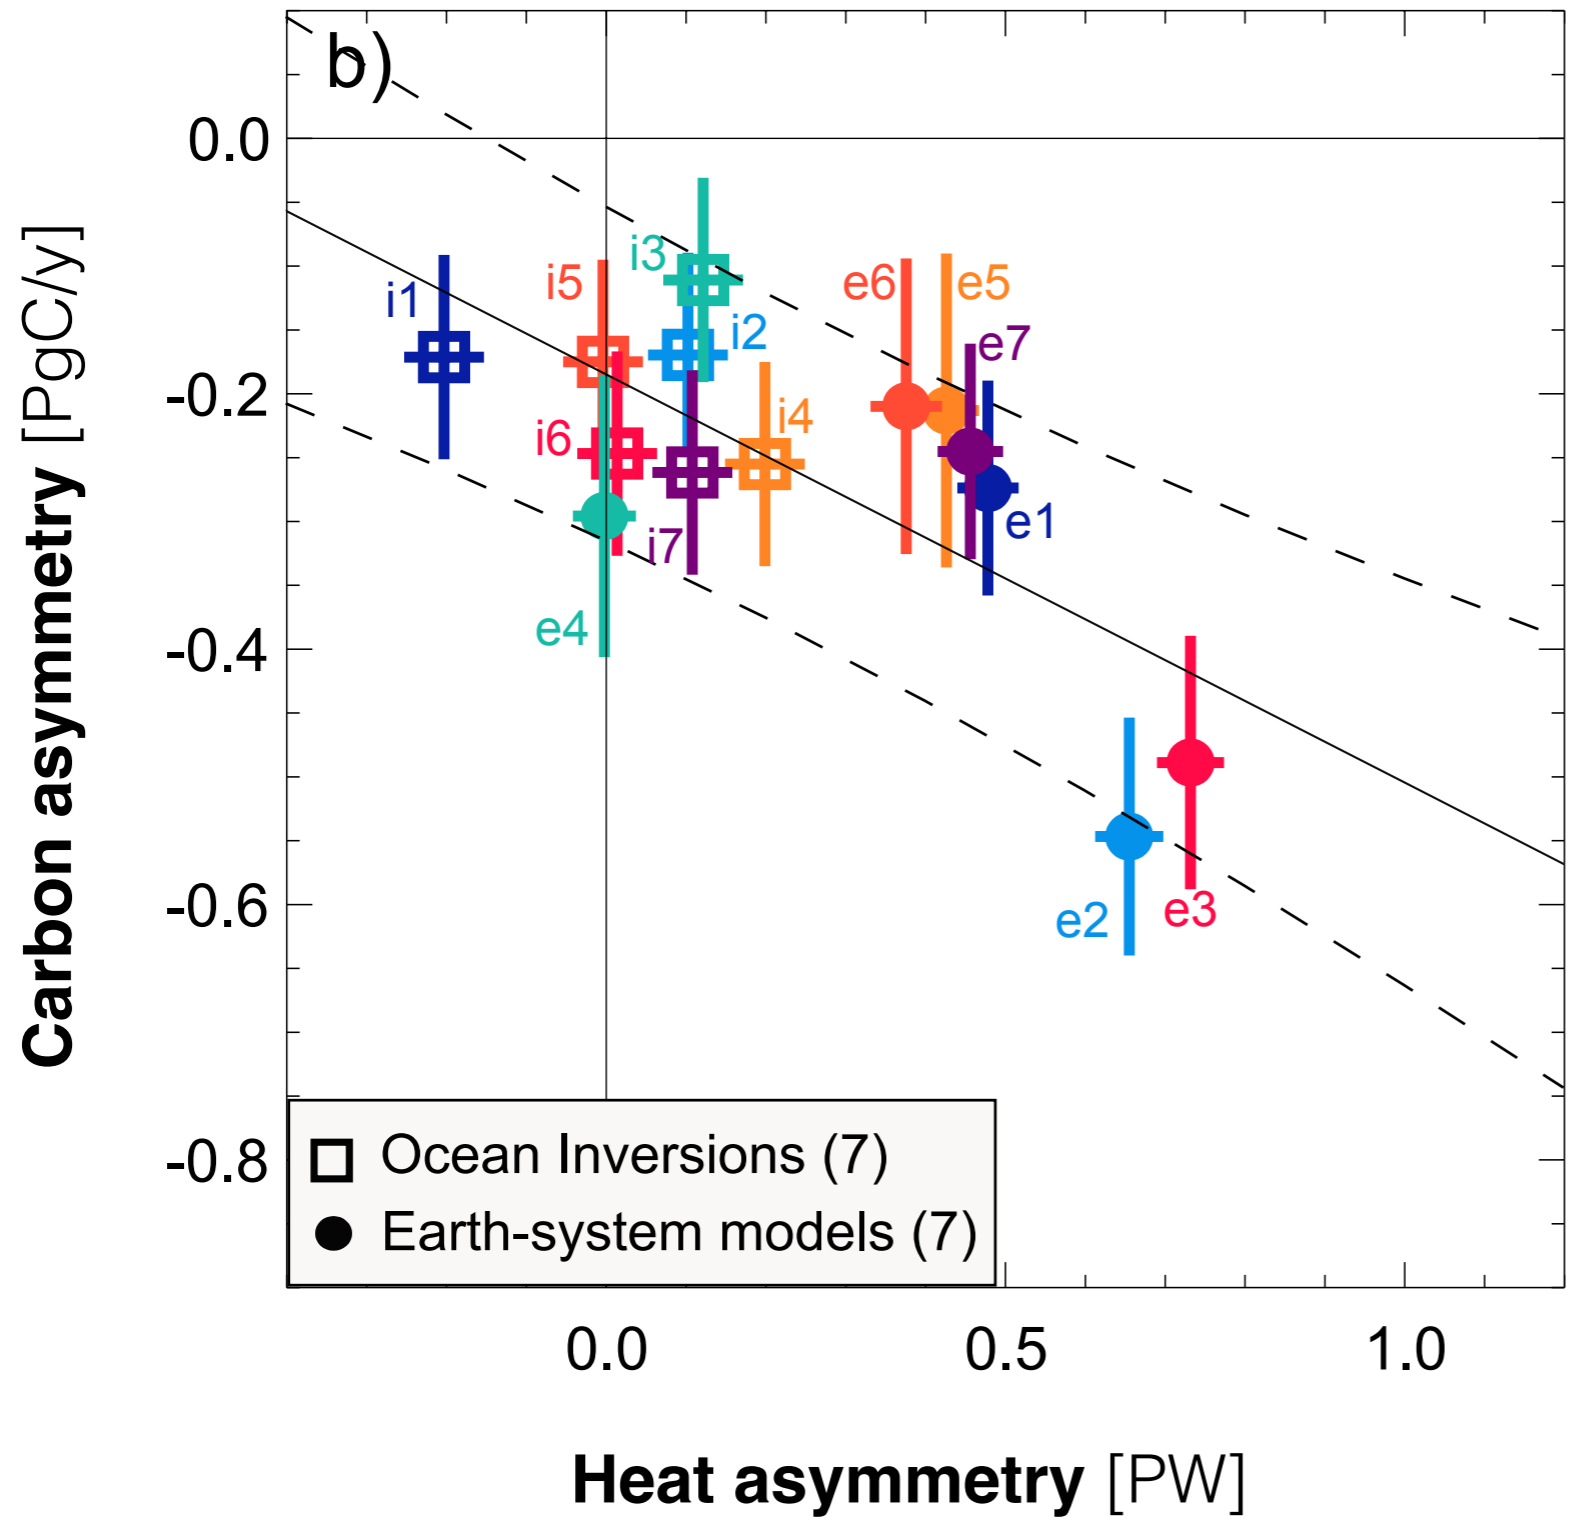 b)
0.0
-0.2
-0.4
-0.6
-0.8
Carbon asymmetry [PgC/y]
i1
i5
i3
i2
i6
i4
i7
e4
e6
e5
e7
e1
e2
e3
Ocean Inversions (7)
Earth-system models (7)
0.0 0.5 1.0
Heat asymmetry [PW]